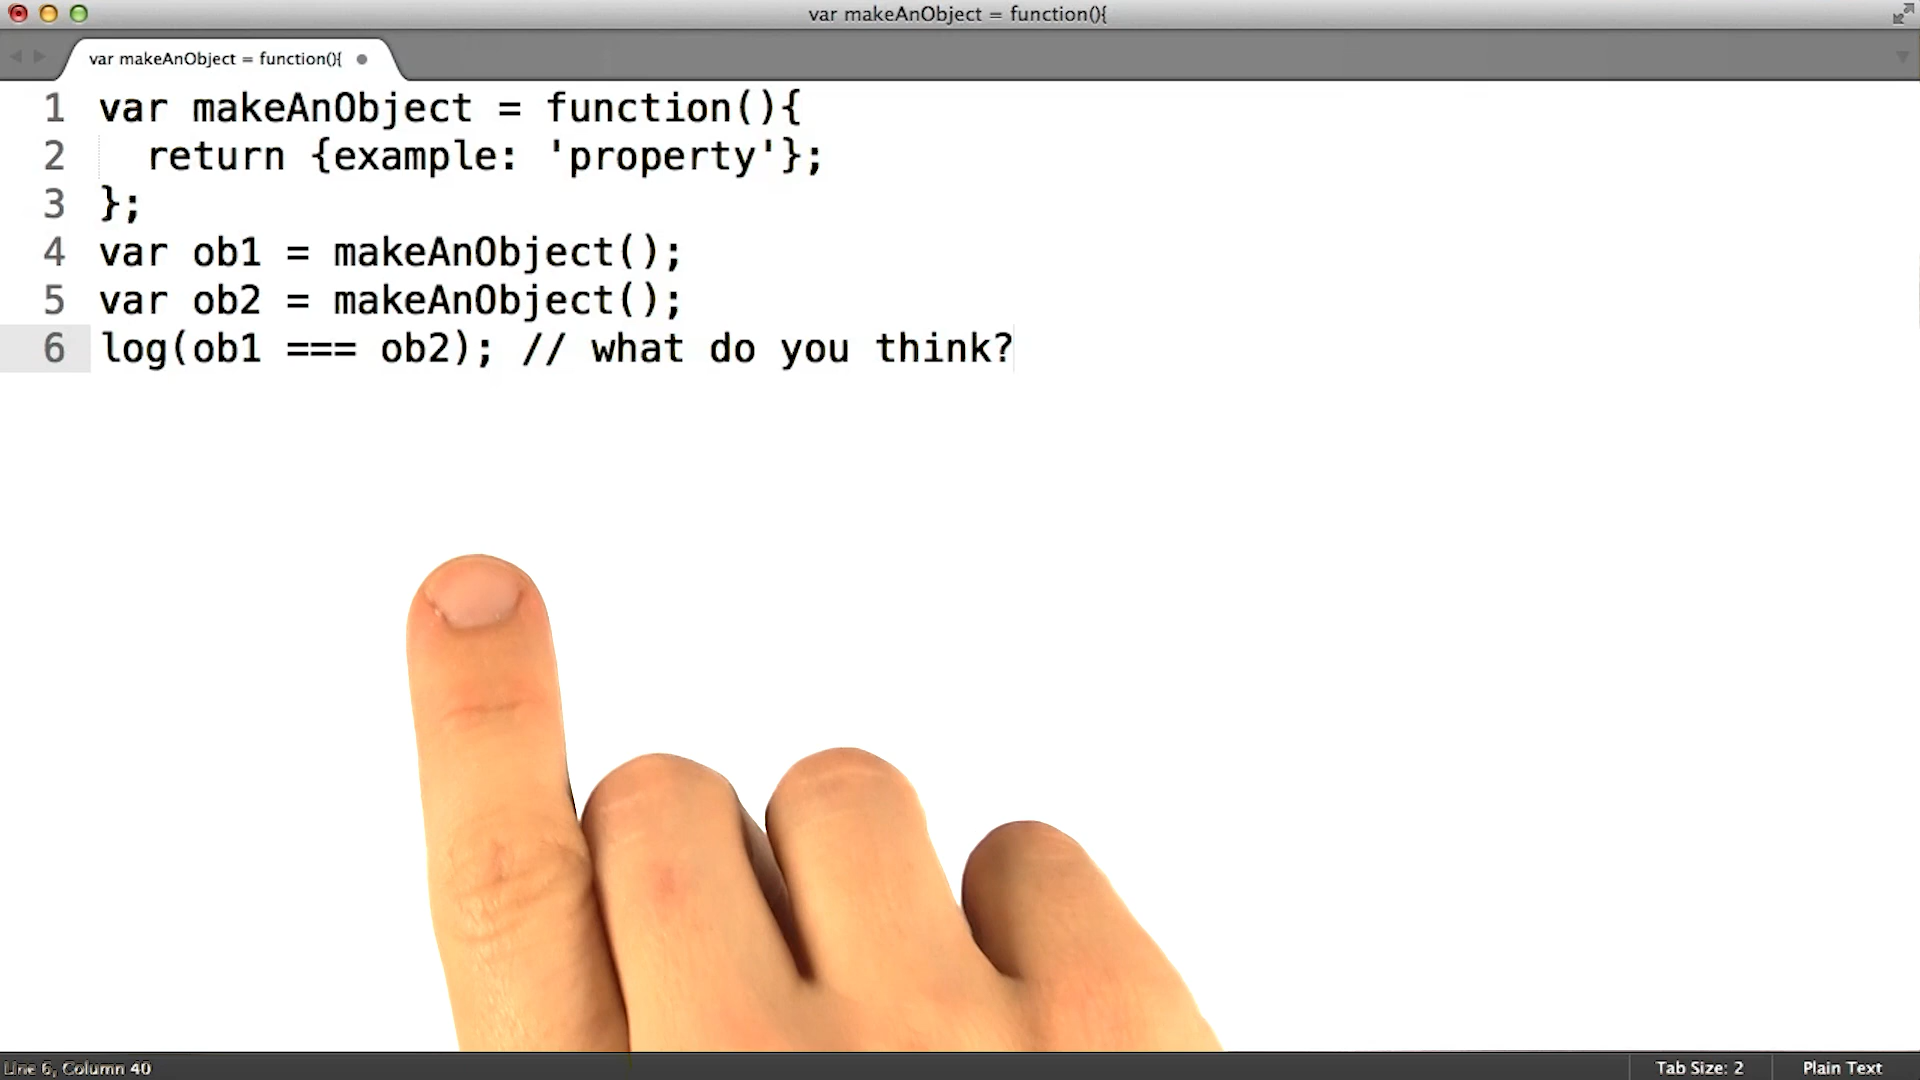 var makeAnObject = function(){
var makeAnObject = function(){
1 var makeAnObject = function(){
2 return {example: 'property'};
3 };
4 var ob1 = makeAnObject();
5 var ob2 = makeAnObject();
6 log(ob1 === ob2); // what do you think?
Line 6, Column 40
Tab Size: 2
Plain Text